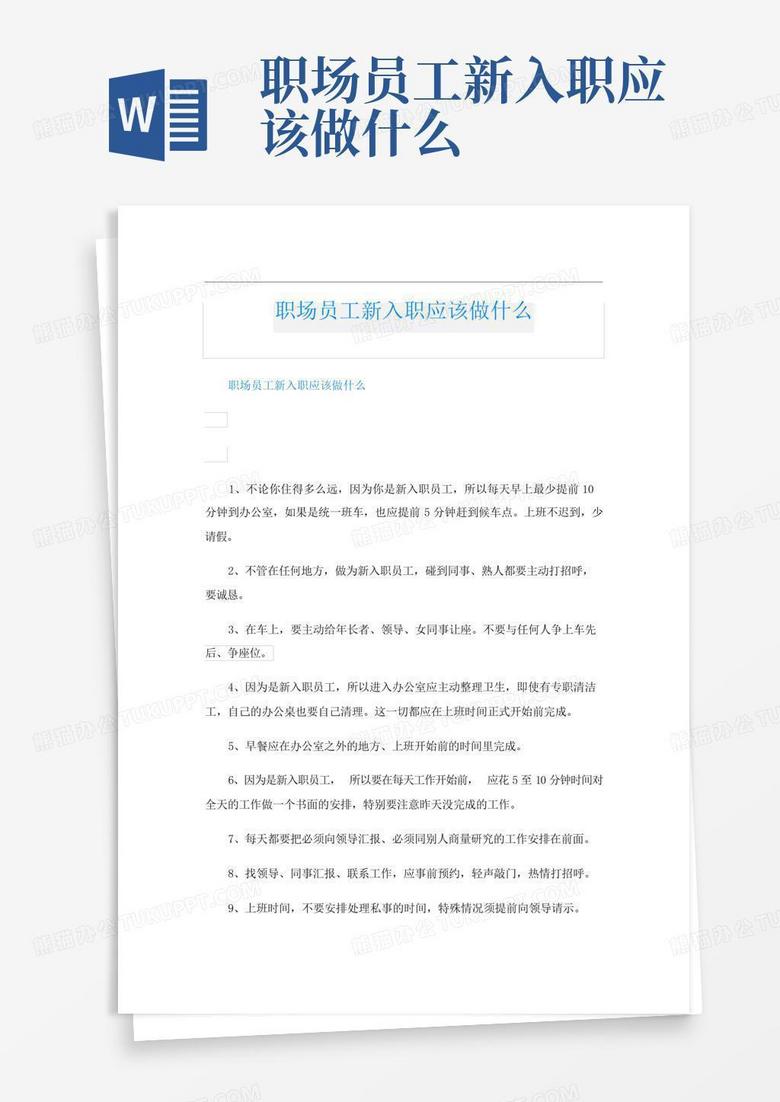 职场员工新入职应
该做什么
职场员工新入职应该做什么
职场员工新入职应该做什么
1、不论你住得多么远，因为你是新入职员工，所以每天早上最少提前 10
分钟到办公室，如果是统一班车，也应提前 5 分钟赶到候车点。上班不迟到，少
请假。
2、不管在任何地方，做为新入职员工，碰到同事、熟人都要主动打招呼，
要诚恳。
3、在车上，要主动给年长者、领导、女同事让座。不要与任何人争上车先
后、争座位。
4、因为是新入职员工，所以进入办公室应主动整理卫生，即使有专职清洁
工，自己的办公桌也要自己清理。这一切都应在上班时间正式开始前完成。
5、早餐应在办公室之外的地方、上班开始前的时间里完成。
6、因为是新入职员工， 所以要在每天工作开始前， 应花 5 至 10 分钟时间对
全天的工作做一个书面的安排，特别要注意昨天没完成的工作。
7、每天都要把必须向领导汇报、必须同别人商量研究的工作安排在前面。
8、找领导、同事汇报、联系工作，应事前预约，轻声敲门，热情打招呼。
9、上班时间，不要安排处理私事的时间，特殊情况须提前向领导请示。
W
熊猫办公 TUKUPPT.COM